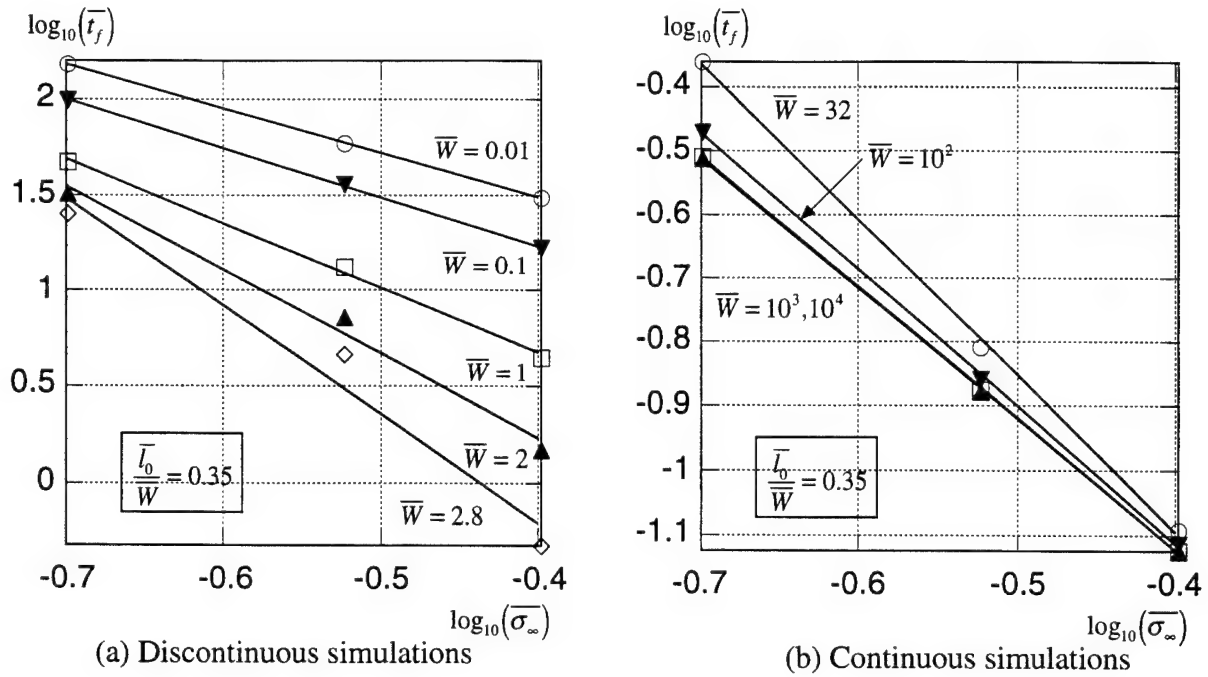 log₁₀(t̅_f)
2
1.5
1
0.5
0
W̅ = 0.01
W̅ = 0.1
W̅ = 1
W̅ = 2
W̅ = 2.8
l̅₀/W̅ = 0.35
-0.7 -0.6 -0.5 -0.4
log₁₀(σ̅_∞)
(a) Discontinuous simulations
log₁₀(t̅_f)
-0.4
-0.5
-0.6
-0.7
-0.8
-0.9
-1
-1.1
W̅ = 32
W̅ = 10²
W̅ = 10³,10⁴
l̅₀/W̅ = 0.35
-0.7 -0.6 -0.5 -0.4
log₁₀(σ̅_∞)
(b) Continuous simulations